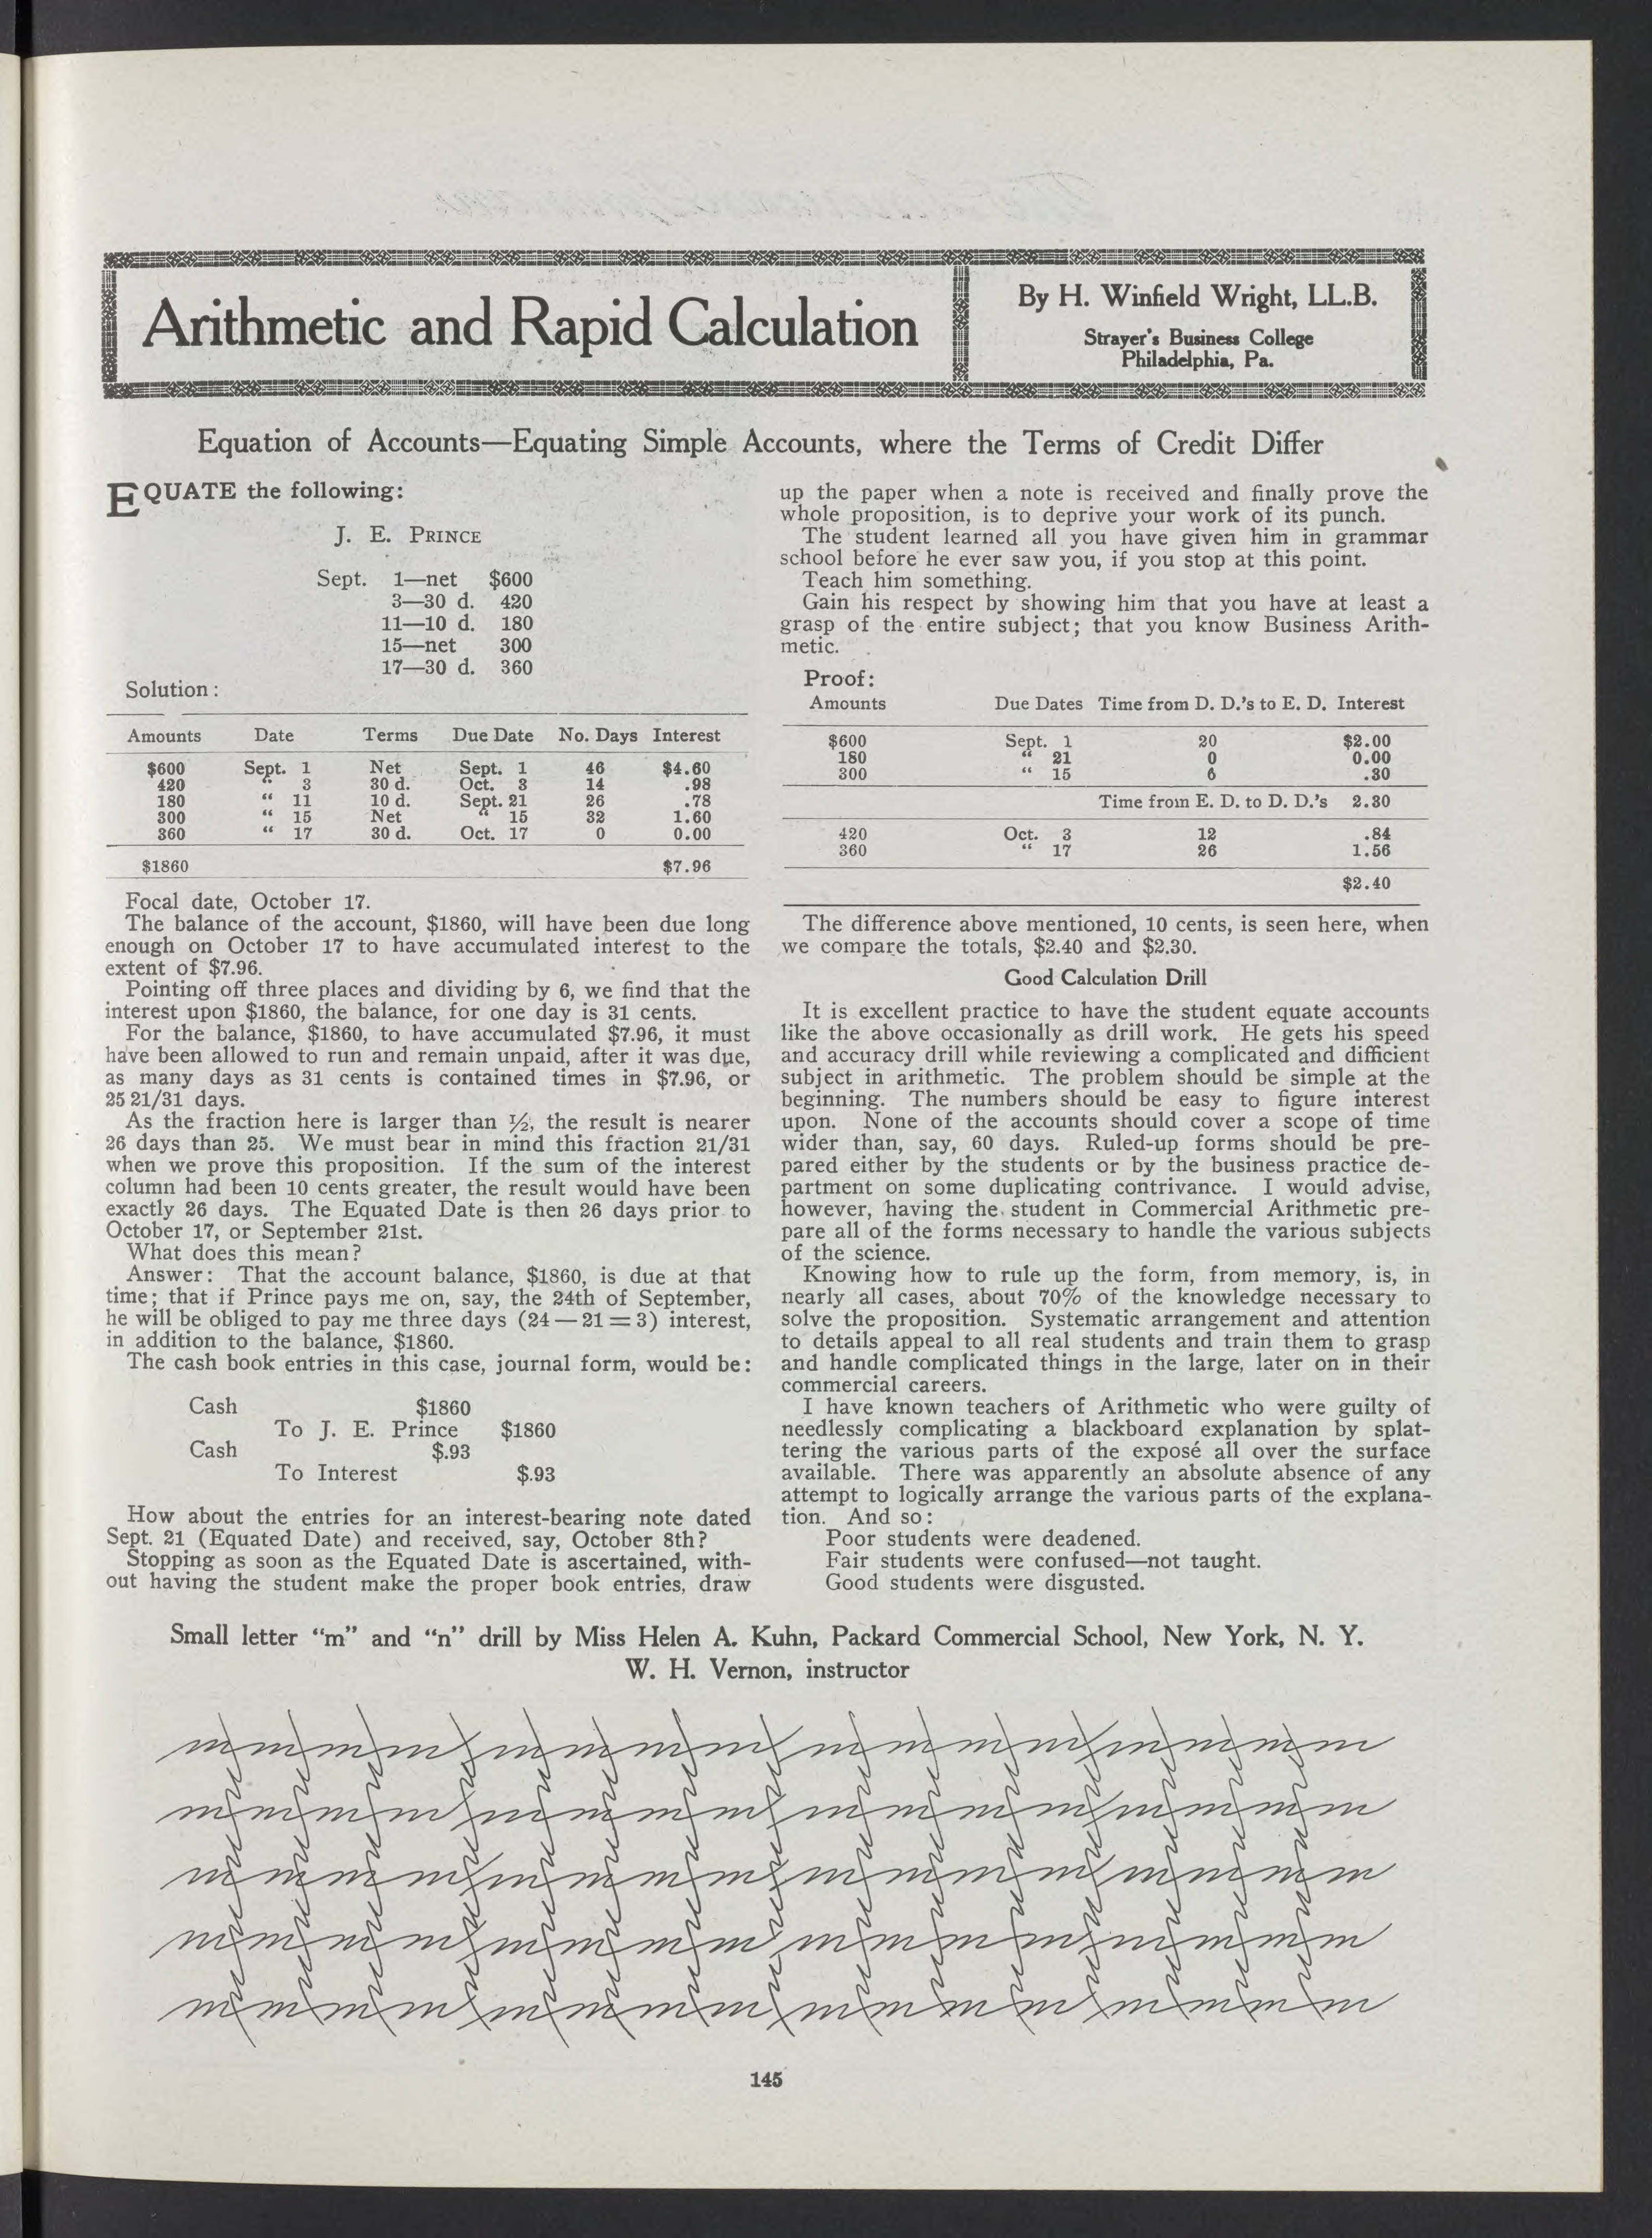 Arithmetic and Rapid Calculation
By H. Winfield Wright, LL.B.
Strayer's Business College
Philadelphia, Pa.
Equation of Accounts—Equating Simple Accounts, where the Terms of Credit Differ
EQUATE the following:
J. E. PRINCE
Sept. 1—net $600
3—30 d. 420
11—10 d. 180
15—net 300
17—30 d. 360
Solution:
Amounts Date Terms Due Date No. Days Interest
$600 Sept. 1 Net Sept. 1 46 $4.60
420 " 3 30 d. Oct. 3 14 .98
180 " 11 10 d. Sept. 21 26 .78
300 " 15 Net " 15 32 1.60
360 " 17 30 d. Oct. 17 0 0.00
$1860 $7.96
Focal date, October 17.
The balance of the account, $1860, will have been due long
enough on October 17 to have accumulated interest to the
extent of $7.96.
Pointing off three places and dividing by 6, we find that the
interest upon $1860, the balance, for one day is 31 cents.
For the balance, $1860, to have accumulated $7.96, it must
have been allowed to run and remain unpaid, after it was due,
as many days as 31 cents is contained times in $7.96, or
25 21/31 days.
As the fraction here is larger than ½, the result is nearer
26 days than 25. We must bear in mind this fraction 21/31
when we prove this proposition. If the sum of the interest
column had been 10 cents greater, the result would have been
exactly 26 days. The Equated Date is then 26 days prior to
October 17, or September 21st.
What does this mean?
Answer: That the account balance, $1860, is due at that
time; that if Prince pays me on, say, the 24th of September,
he will be obliged to pay me three days (24—21=3) interest,
in addition to the balance, $1860.
The cash book entries in this case, journal form, would be:
Cash $1860
To J. E. Prince $1860
Cash $.93
To Interest $.93
How about the entries for an interest-bearing note dated
Sept. 21 (Equated Date) and received, say, October 8th?
Stopping as soon as the Equated Date is ascertained, with-
out having the student make the proper book entries, draw
up the paper when a note is received and finally prove the
whole proposition, is to deprive your work of its punch.
The student learned all you have given him in grammar
school before he ever saw you, if you stop at this point.
Teach him something.
Gain his respect by showing him that you have at least a
grasp of the entire subject; that you know Business Arith-
metic.
Proof:
Amounts Due Dates Time from D. D.'s to E. D. Interest
$600 Sept. 1 20 $2.00
180 " 21 0 0.00
300 " 15 6 .30
Time from E. D. to D. D.'s 2.30
420 Oct. 3 12 .84
360 " 17 26 1.56
$2.40
The difference above mentioned, 10 cents, is seen here, when
we compare the totals, $2.40 and $2.30.
Good Calculation Drill
It is excellent practice to have the student equate accounts
like the above occasionally as drill work. He gets his speed
and accuracy drill while reviewing a complicated and difficient
subject in arithmetic. The problem should be simple at the
beginning. The numbers should be easy to figure interest
upon. None of the accounts should cover a scope of time
wider than, say, 60 days. Ruled-up forms should be pre-
pared either by the students or by the business practice de-
partment on some duplicating contrivance. I would advise,
however, having the student in Commercial Arithmetic pre-
pare all of the forms necessary to handle the various subjects
of the science.
Knowing how to rule up the form, from memory, is, in
nearly all cases, about 70% of the knowledge necessary to
solve the proposition. Systematic arrangement and attention
to details appeal to all real students and train them to grasp
and handle complicated things in the large, later on in their
commercial careers.
I have known teachers of Arithmetic who were guilty of
needlessly complicating a blackboard explanation by splat-
tering the various parts of the exposé all over the surface
available. There was apparently an absolute absence of any
attempt to logically arrange the various parts of the explana-
tion. And so:
Poor students were deadened.
Fair students were confused—not taught.
Good students were disgusted.
Small letter "m" and "n" drill by Miss Helen A. Kuhn, Packard Commercial School, New York, N. Y.
W. H. Vernon, instructor
145